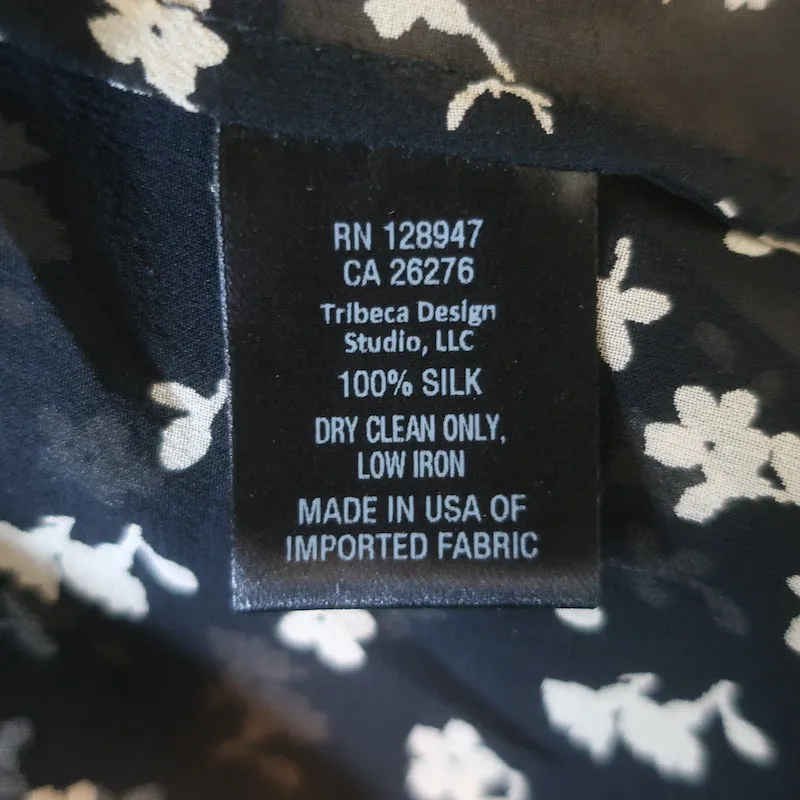 RN 128947
CA 26276
Tribeca Design
Studio, LLC
100% SILK
DRY CLEAN ONLY,
LOW IRON
MADE IN USA OF
IMPORTED FABRIC